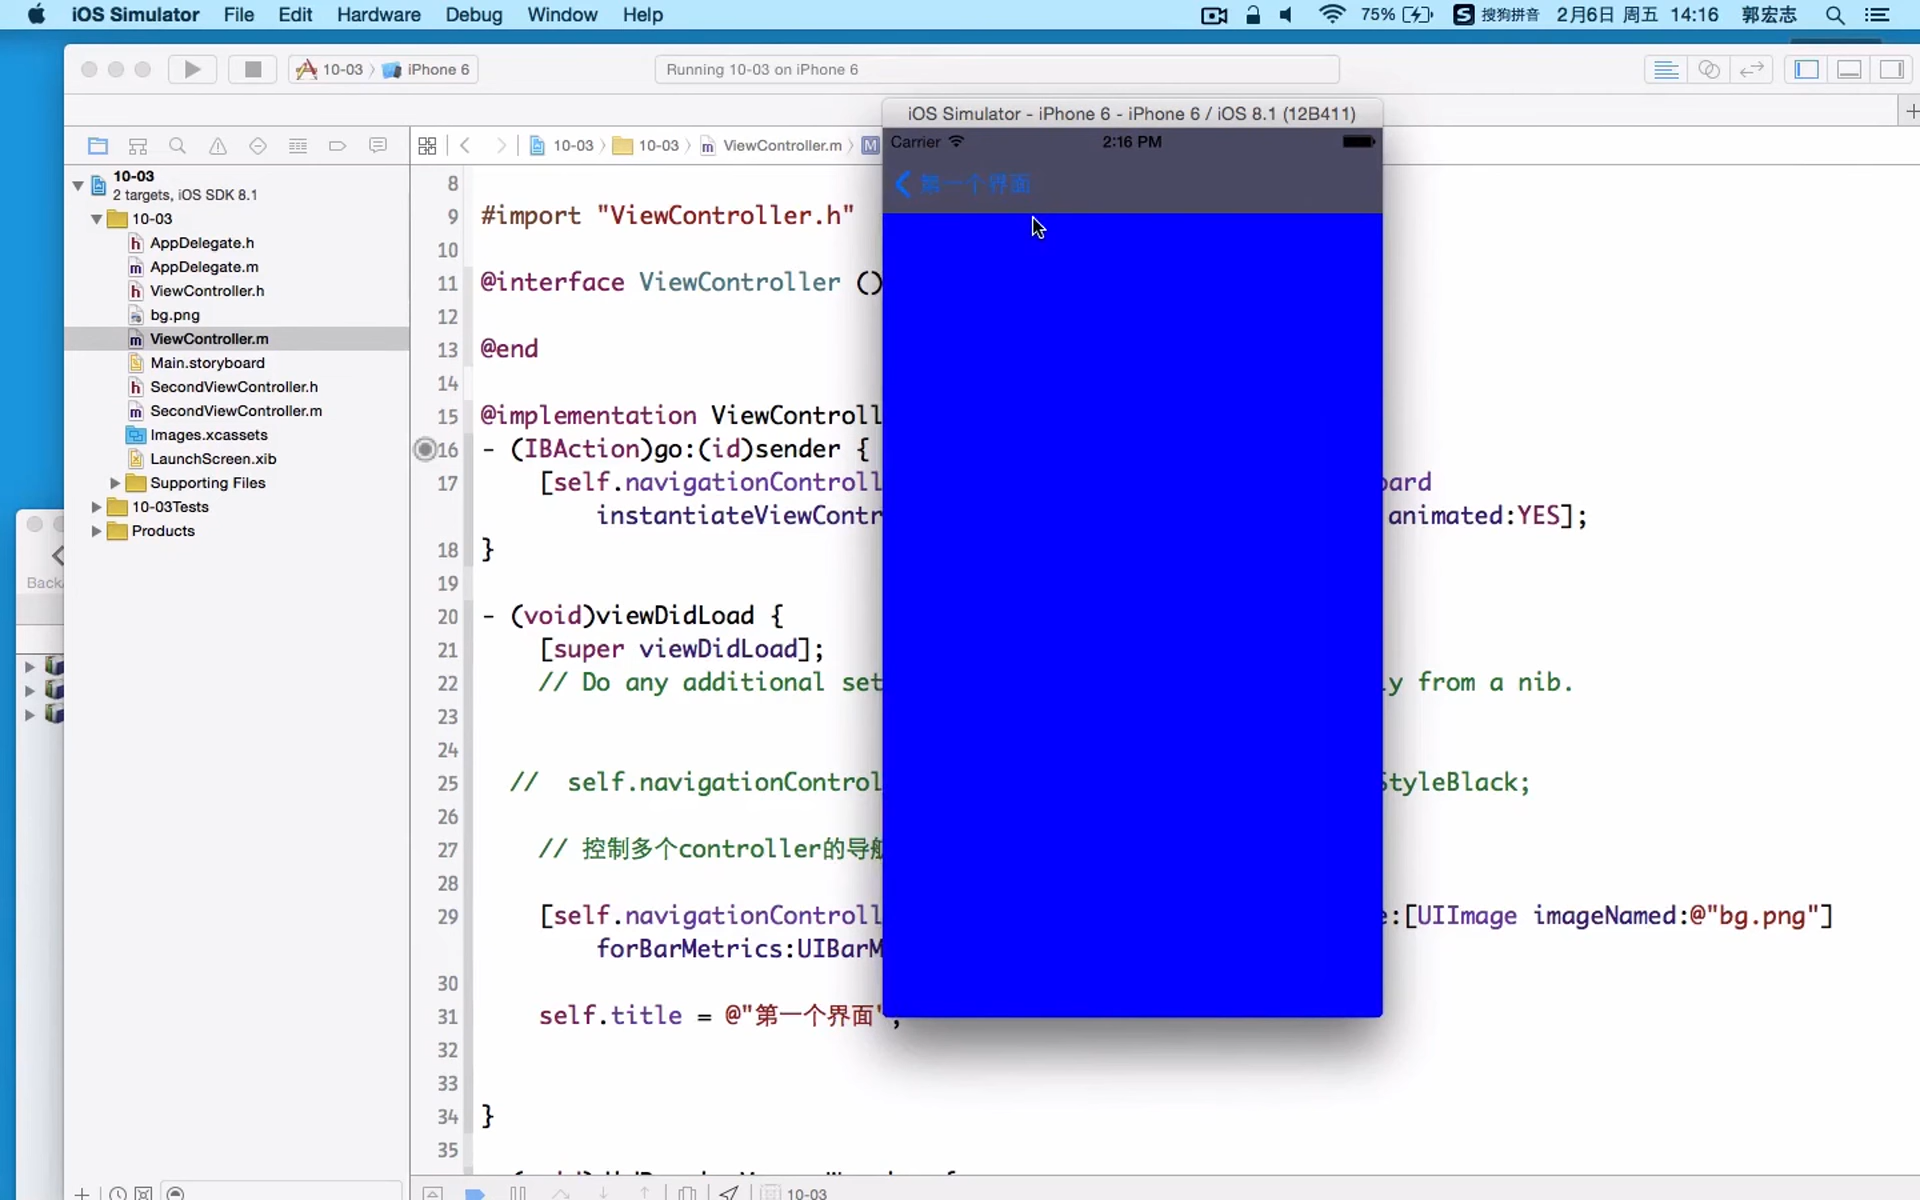 iOS Simulator File Edit Hardware Debug Window Help 75% S 搜狗拼音 2月6日 周五 14:16 郭宏志
10-03 iPhone 6 Running 10-03 on iPhone 6
iOS Simulator - iPhone 6 - iPhone 6 / iOS 8.1 (12B411)
Carrier 2:16 PM
第一个界面
10-03 10-03 ViewController.m M
10-03
2 targets, iOS SDK 8.1
10-03
AppDelegate.h
AppDelegate.m
ViewController.h
bg.png
ViewController.m
Main.storyboard
SecondViewController.h
SecondViewController.m
Images.xcassets
LaunchScreen.xib
Supporting Files
10-03Tests
Products
Back
8
9 #import "ViewController.h"
10
11 @interface ViewController ()
12
13 @end
14
15 @implementation ViewControll
16 - (IBAction)go:(id)sender {
17 [self.navigationControll ard
instantiateViewContr animated:YES];
18 }
19
20 - (void)viewDidLoad {
21 [super viewDidLoad];
22 // Do any additional set ly from a nib.
23
24
25 // self.navigationControl StyleBlack;
26
27 // 控制多个controller的导航
28
29 [self.navigationControll e:[UIImage imageNamed:@"bg.png"]
forBarMetrics:UIBarM
30
31 self.title = @"第一个界面";
32
33
34 }
35
10-03